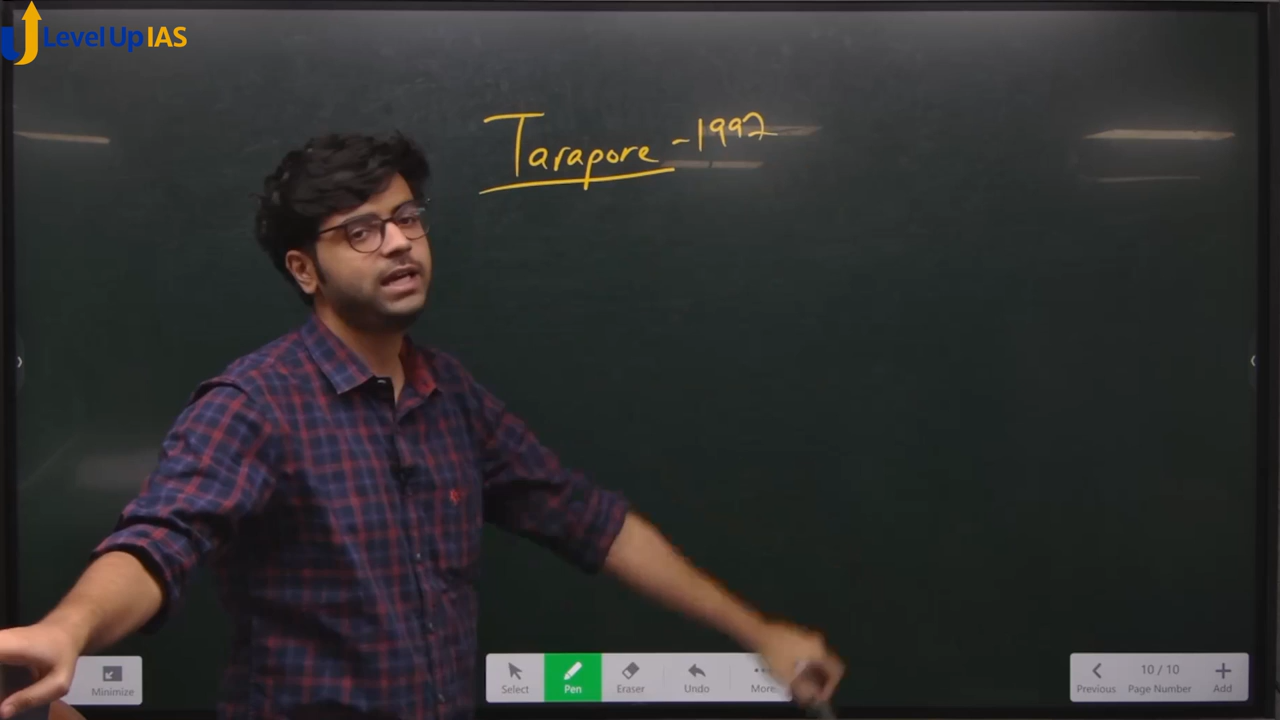 Level Up IAS
Tarapore - 1997
Minimize
Select
Pen
Eraser
Undo
More
Previous
10 / 10
Page Number
Add